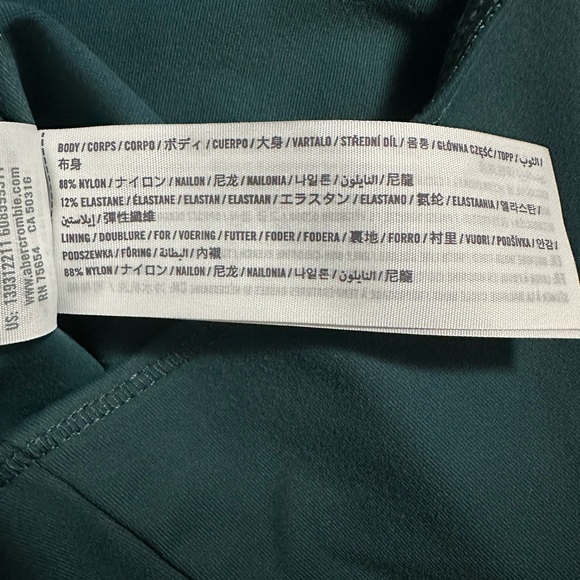 BODY / CORPS / CORPO / ボディ / CUERPO / 大身 / VARTALO / STŘEDNÍ DÍL / 몸통 / GŁÓWNA CZĘŚĆ / TOPP / الثوب /
布身
88% NYLON / ナイロン / NAILON / 尼龙 / NAILONIA / 나일론 / النايلون / 尼龍
12% ELASTANE / ÉLASTANE / ELASTAN / ELASTAAN / エラスタン / ELASTANO / 氨纶 / ELASTAANIA / 엘라스탄 /
إيلاستين / 彈性纖維
LINING / DOUBLURE / FOR / VOERING / FUTTER / FODER / FODERA / 裏地 / FORRO / 衬里 / VUORI / PODŠÍVKA / 안감 /
PODSZEWKA / FÔRING / البطانة / 內襯
88% NYLON / ナイロン / NAILON / 尼龙 / NAILONIA / 나일론 / النايلون / 尼龍
www.abercrombie.com
RN 75654 CA 50316